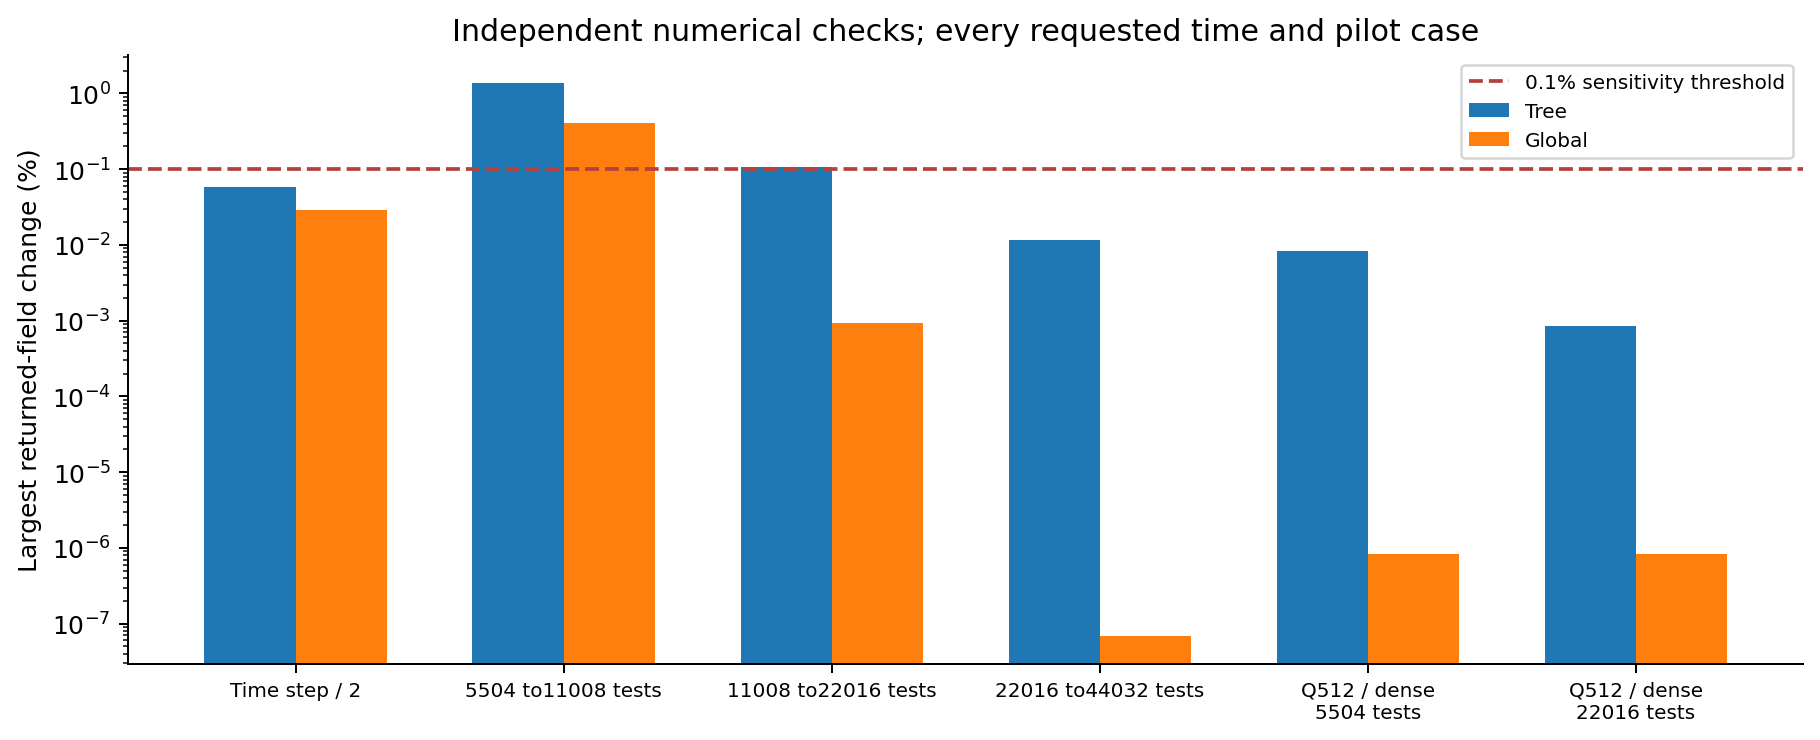 Independent numerical checks; every requested time and pilot case
Largest returned-field change (%)
10⁰
10⁻¹
10⁻²
10⁻³
10⁻⁴
10⁻⁵
10⁻⁶
10⁻⁷
0.1% sensitivity threshold
Tree
Global
Time step / 2
5504 to11008 tests
11008 to22016 tests
22016 to44032 tests
Q512 / dense
5504 tests
Q512 / dense
22016 tests